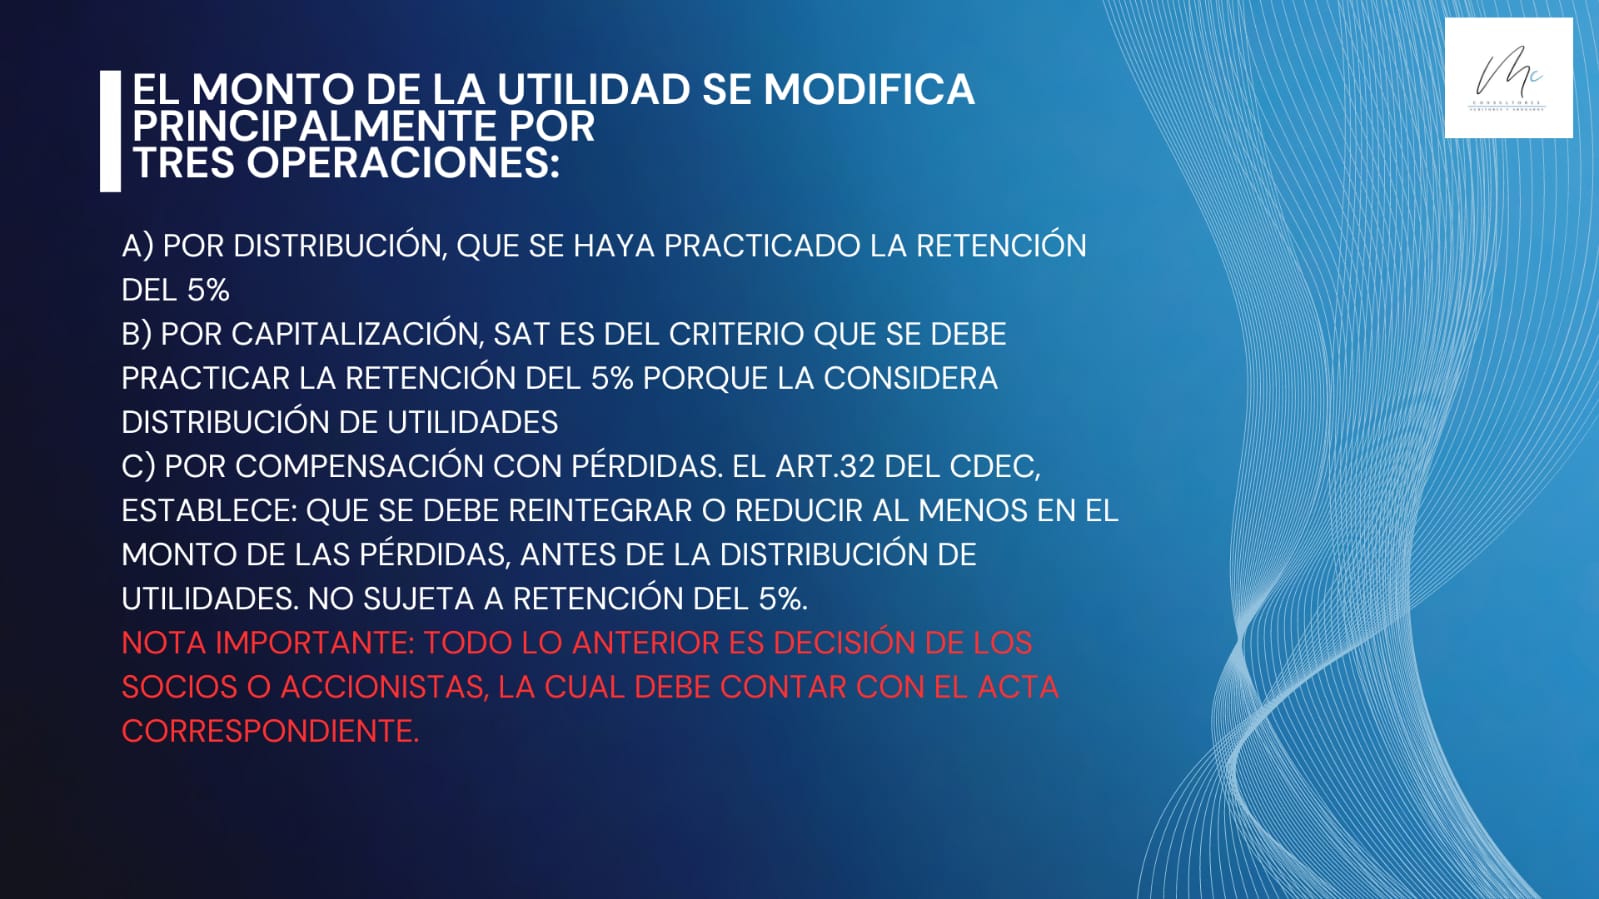 EL MONTO DE LA UTILIDAD SE MODIFICA
PRINCIPALMENTE POR
TRES OPERACIONES:
Mc
CONSULTORES
AUDITORES Y ABOGADOS
A) POR DISTRIBUCIÓN, QUE SE HAYA PRACTICADO LA RETENCIÓN
DEL 5%
B) POR CAPITALIZACIÓN, SAT ES DEL CRITERIO QUE SE DEBE
PRACTICAR LA RETENCIÓN DEL 5% PORQUE LA CONSIDERA
DISTRIBUCIÓN DE UTILIDADES
C) POR COMPENSACIÓN CON PÉRDIDAS. EL ART.32 DEL CDEC,
ESTABLECE: QUE SE DEBE REINTEGRAR O REDUCIR AL MENOS EN EL
MONTO DE LAS PÉRDIDAS, ANTES DE LA DISTRIBUCIÓN DE
UTILIDADES. NO SUJETA A RETENCIÓN DEL 5%.
NOTA IMPORTANTE: TODO LO ANTERIOR ES DECISIÓN DE LOS
SOCIOS O ACCIONISTAS, LA CUAL DEBE CONTAR CON EL ACTA
CORRESPONDIENTE.